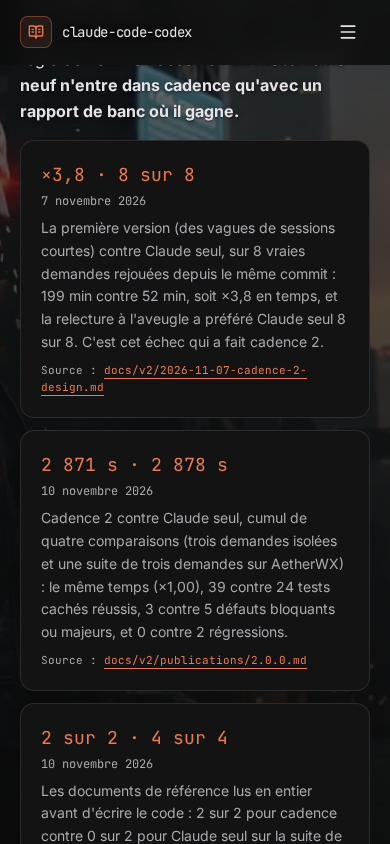 claude-code-codex
neuf n'entre dans cadence qu'avec un
rapport de banc où il gagne.
×3,8 · 8 sur 8
7 novembre 2026
La première version (des vagues de sessions
courtes) contre Claude seul, sur 8 vraies
demandes rejouées depuis le même commit :
199 min contre 52 min, soit ×3,8 en temps, et
la relecture à l'aveugle a préféré Claude seul 8
sur 8. C'est cet échec qui a fait cadence 2.
Source : docs/v2/2026-11-07-cadence-2-
design.md
2 871 s · 2 878 s
10 novembre 2026
Cadence 2 contre Claude seul, cumul de
quatre comparaisons (trois demandes isolées
et une suite de trois demandes sur AetherWX)
: le même temps (×1,00), 39 contre 24 tests
cachés réussis, 3 contre 5 défauts bloquants
ou majeurs, et 0 contre 2 régressions.
Source : docs/v2/publications/2.0.0.md
2 sur 2 · 4 sur 4
10 novembre 2026
Les documents de référence lus en entier
avant d'écrire le code : 2 sur 2 pour cadence
contre 0 sur 2 pour Claude seul sur la suite de